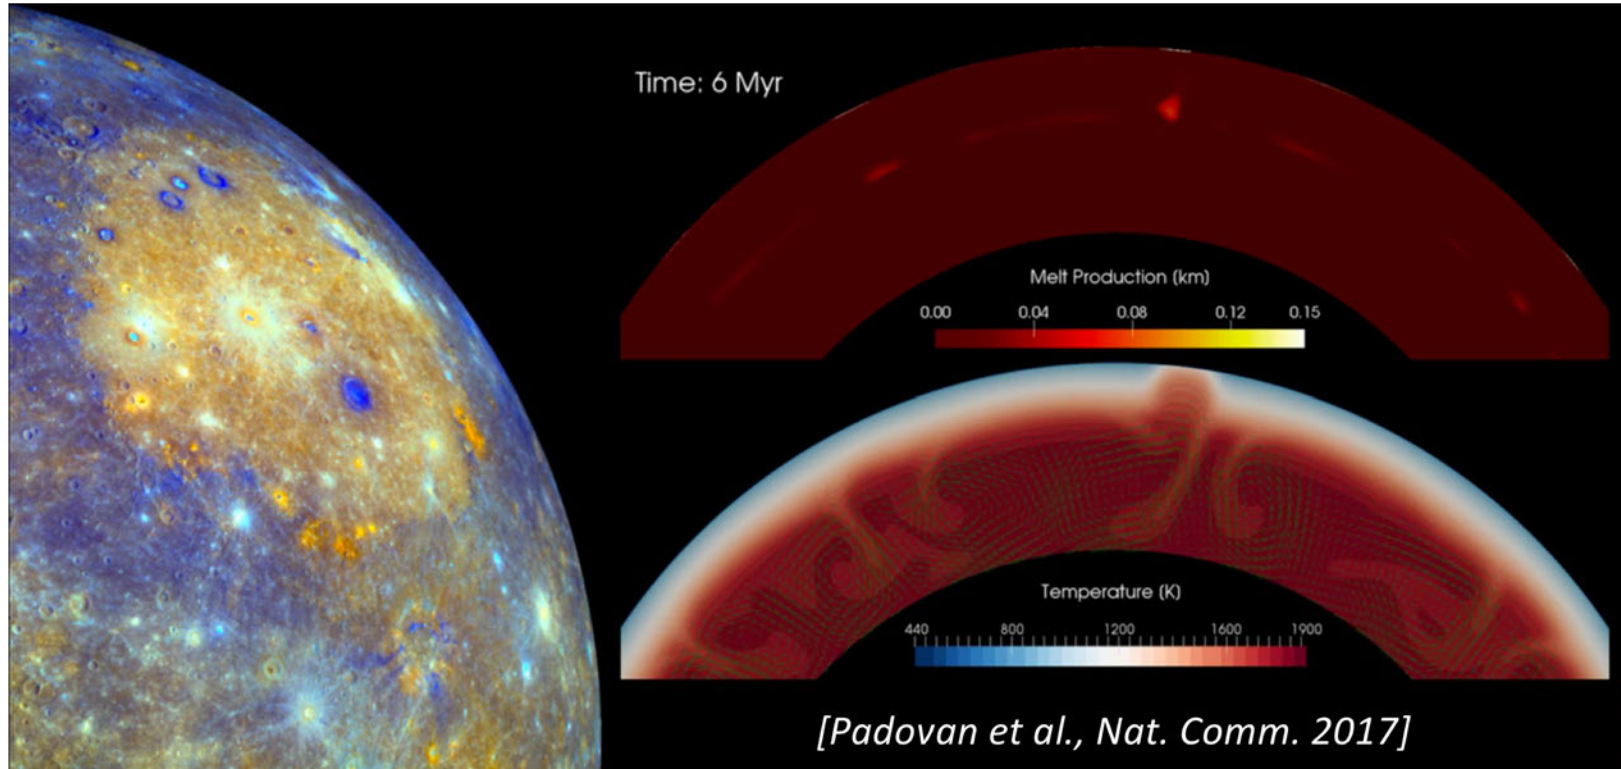 Time: 6 Myr
Melt Production (km)
0.00 0.04 0.08 0.12 0.15
Temperature (K)
440 800 1200 1600 1900
[Padovan et al., Nat. Comm. 2017]